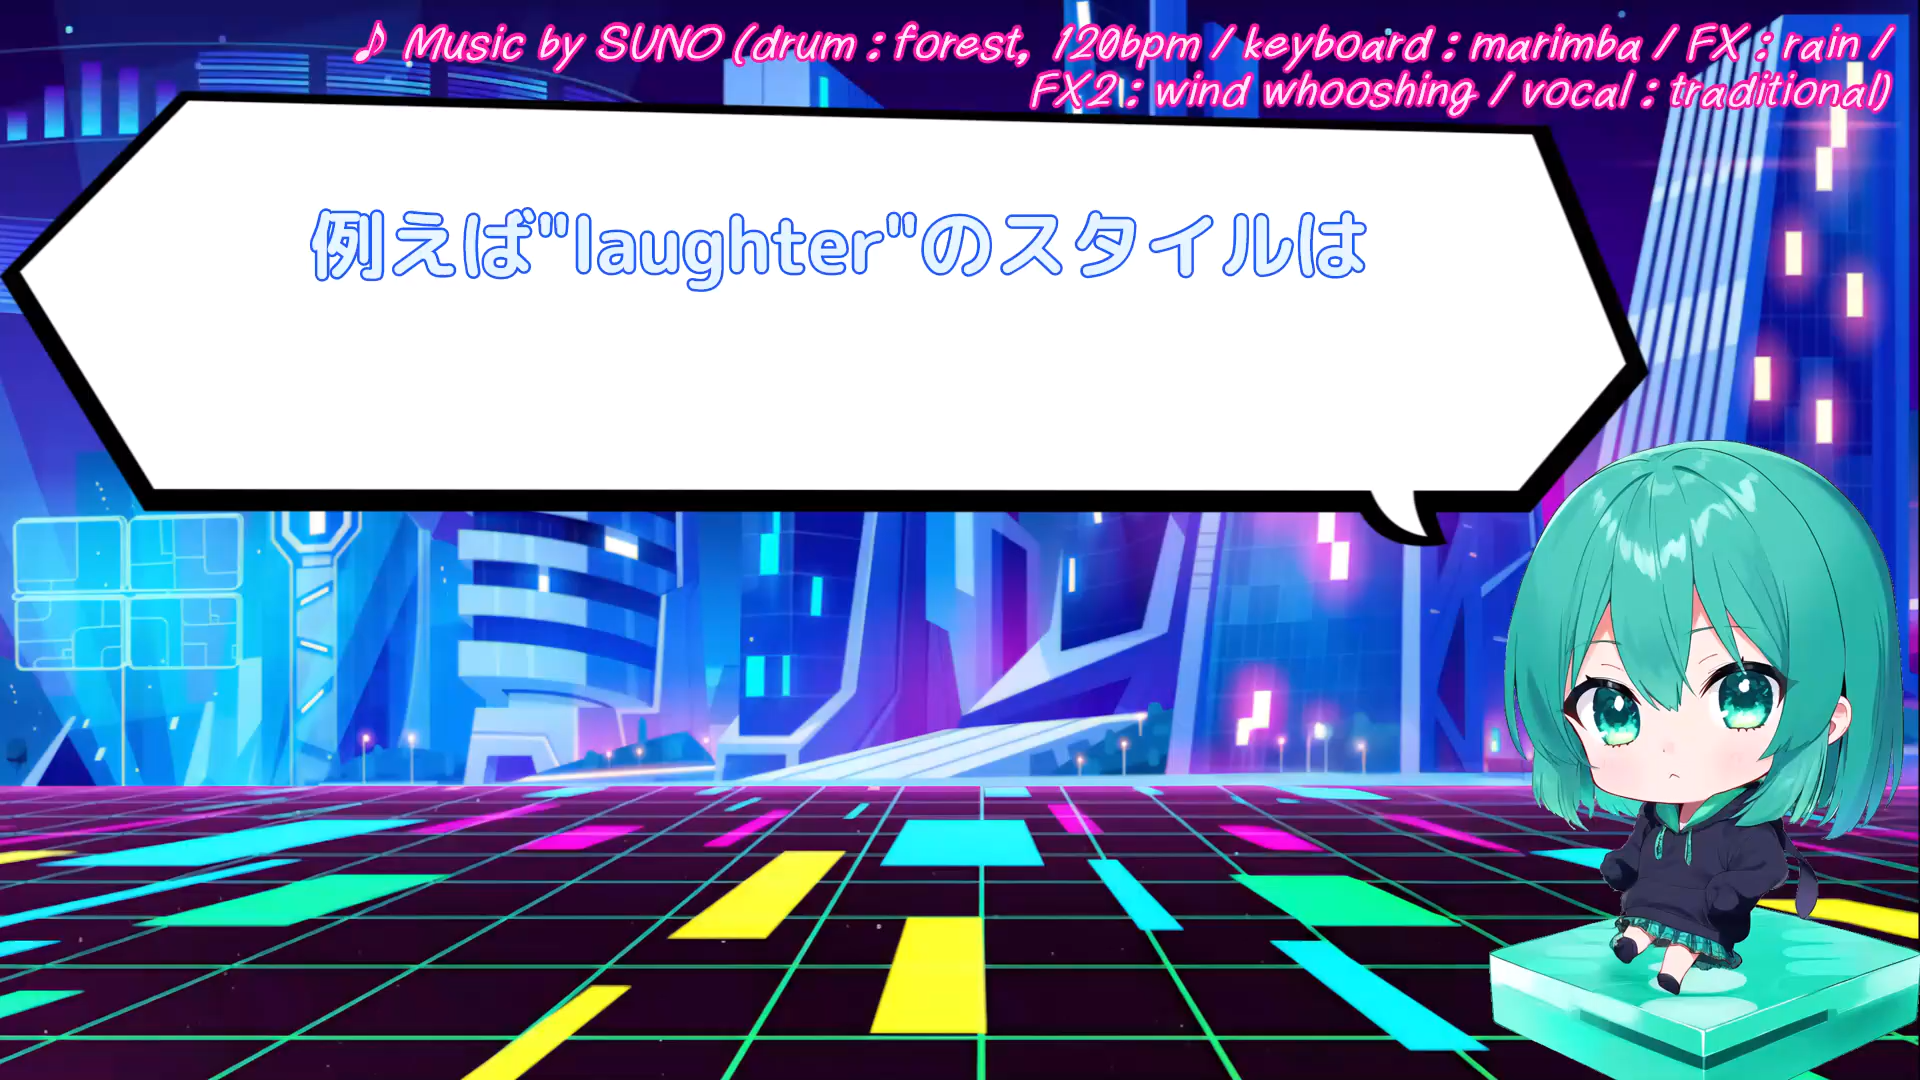 ♪ Music by SUNO (drum : forest, 120bpm / keyboard : marimba / FX : rain /
FX2 : wind whooshing / vocal : traditional)
例えば"laughter"のスタイルは